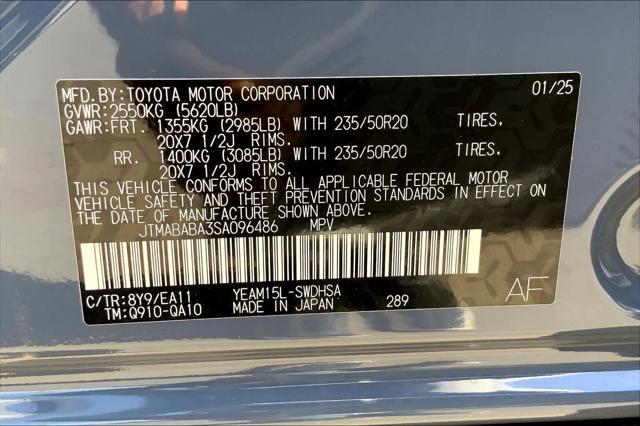 MFD. BY: TOYOTA MOTOR CORPORATION 01/25
GVWR: 2550KG (5620LB)
GAWR: FRT. 1355KG (2985LB) WITH 235/50R20 TIRES.
20X7 1/2J RIMS.
RR. 1400KG (3085LB) WITH 235/50R20 TIRES.
20X7 1/2J RIMS.
THIS VEHICLE CONFORMS TO ALL APPLICABLE FEDERAL MOTOR
VEHICLE SAFETY AND THEFT PREVENTION STANDARDS IN EFFECT ON
THE DATE OF MANUFACTURE SHOWN ABOVE.
JTMABABA3SA096486 MPV
C/TR: 8Y9/EA11 YEAM15L-SWDHSA
TM: Q910-QA10 MADE IN JAPAN 289 AF